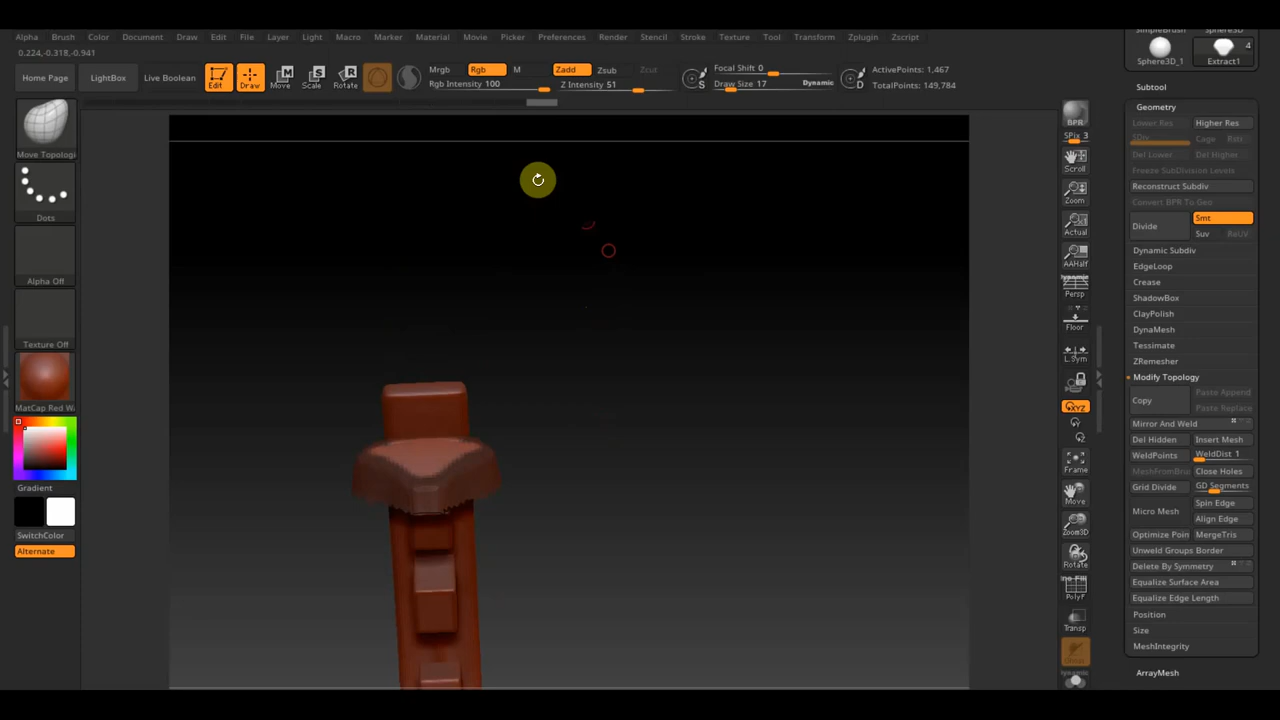 Alpha Brush Color Document Draw Edit File Layer Light Macro Marker Material Movie Picker Preferences Render Stencil Stroke Texture Tool Transform Zplugin Zscript
0.224,-0.318,-0.941
Home Page
LightBox
Live Boolean
Edit
Draw
Move
Scale
Rotate
Mrgb Rgb M
Rgb Intensity 100
Zadd Zsub Zcut
Z Intensity 51
Focal Shift 0
Draw Size 17 Dynamic
ActivePoints: 1,467
TotalPoints: 149,784
Move Topologi
Dots
Alpha Off
Texture Off
MatCap Red Wa
Gradient
SwitchColor
Alternate
BPR
SPix 3
Scroll
Zoom
Actual
AAHalf
Dynamic
Persp
Floor
L.Sym
XYZ
Frame
Move
Zoom3D
Rotate
PolyF
Transp
Dynamic
SimpleBrush Sphere3D
4
Sphere3D_1 Extract1
Subtool
Geometry
Lower Res Higher Res
SDiv Cage Rstr
Del Lower Del Higher
Freeze SubDivision Levels
Reconstruct Subdiv
Convert BPR To Geo
Divide
Smt
Suv ReUV
Dynamic Subdiv
EdgeLoop
Crease
ShadowBox
ClayPolish
DynaMesh
Tessimate
ZRemesher
Modify Topology
Copy
Paste Append
Paste Replace
Mirror And Weld
Del Hidden Insert Mesh
WeldPoints WeldDist 1
MeshFromBru Close Holes
Grid Divide GD Segments
Micro Mesh
Spin Edge
Align Edge
Optimize Poin MergeTris
Unweld Groups Border
Delete By Symmetry
Equalize Surface Area
Equalize Edge Length
Position
Size
MeshIntegrity
ArrayMesh